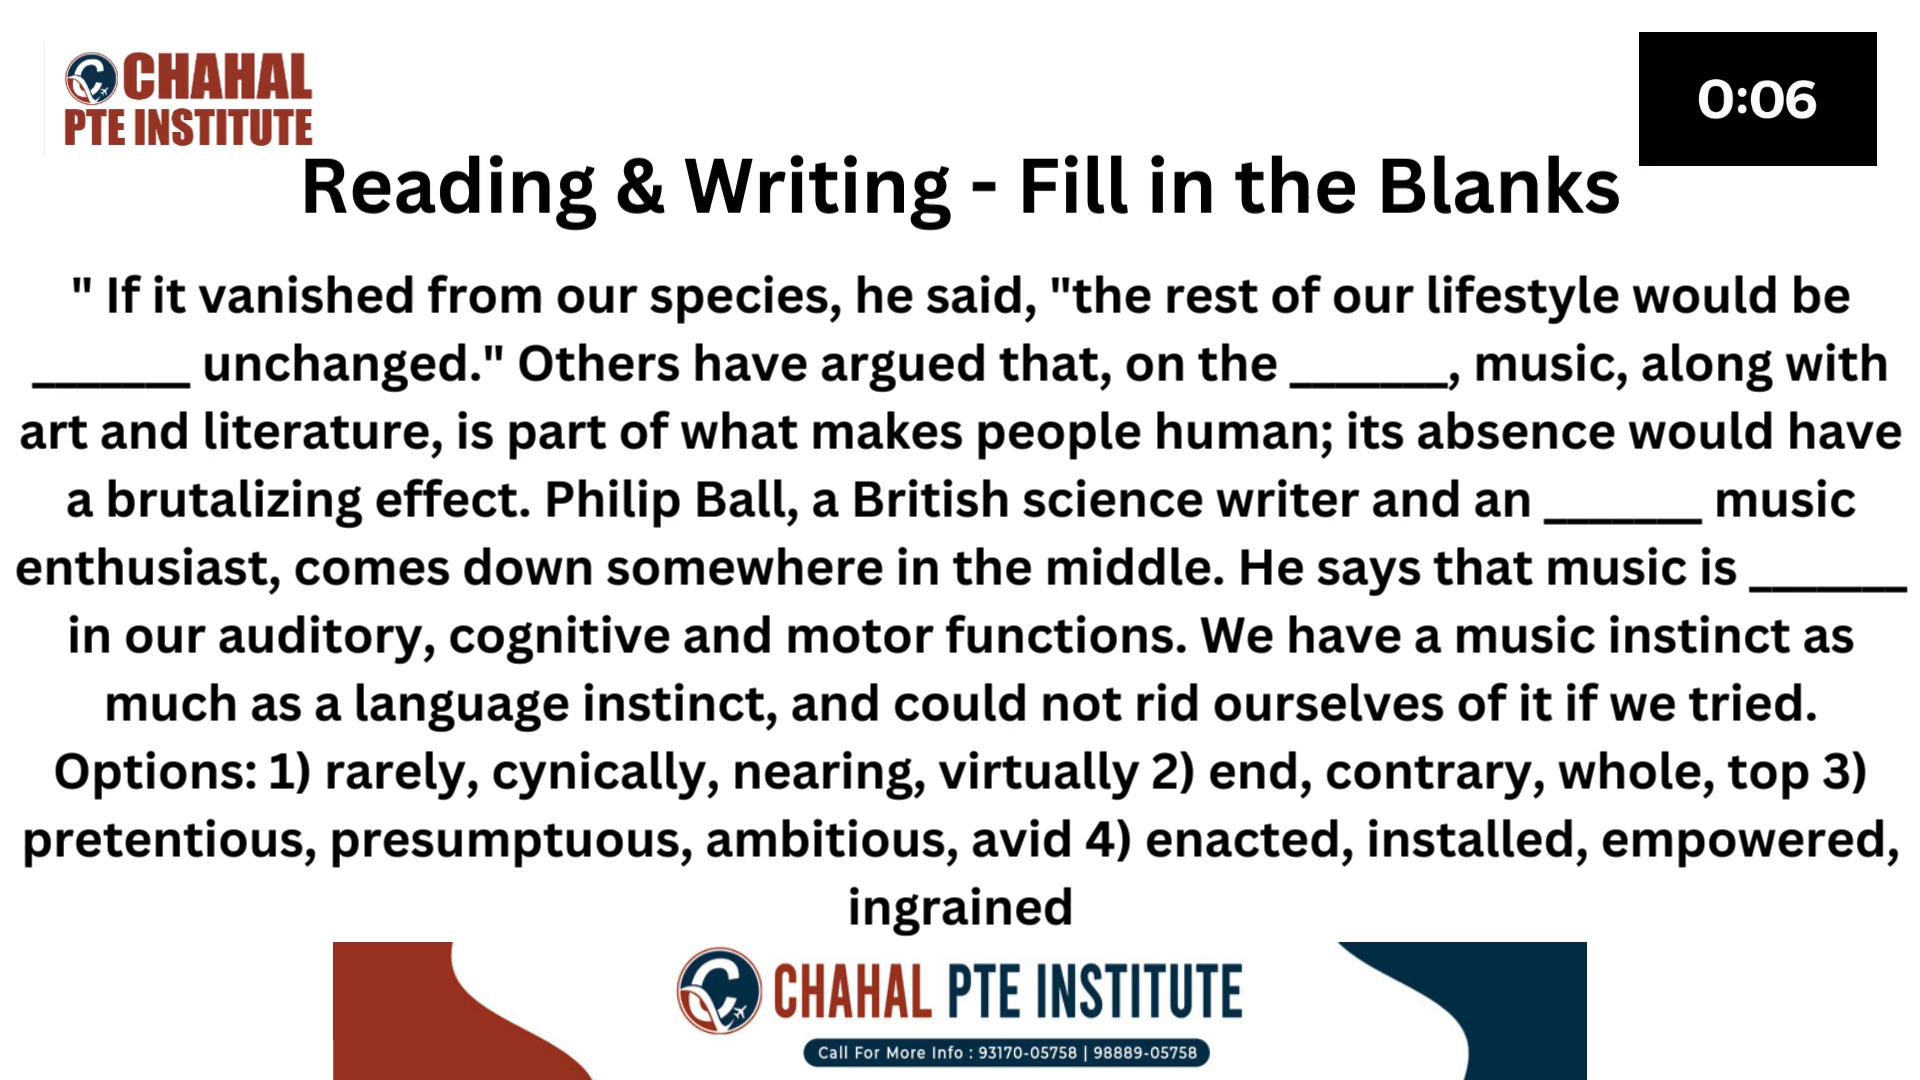 CHAHAL
PTE INSTITUTE
0:06
Reading & Writing - Fill in the Blanks
" If it vanished from our species, he said, "the rest of our lifestyle would be
_______ unchanged." Others have argued that, on the _______, music, along with
art and literature, is part of what makes people human; its absence would have
a brutalizing effect. Philip Ball, a British science writer and an _______ music
enthusiast, comes down somewhere in the middle. He says that music is _______
in our auditory, cognitive and motor functions. We have a music instinct as
much as a language instinct, and could not rid ourselves of it if we tried.
Options: 1) rarely, cynically, nearing, virtually 2) end, contrary, whole, top 3)
pretentious, presumptuous, ambitious, avid 4) enacted, installed, empowered,
ingrained
CHAHAL PTE INSTITUTE
Call For More Info : 93170-05758 | 98889-05758